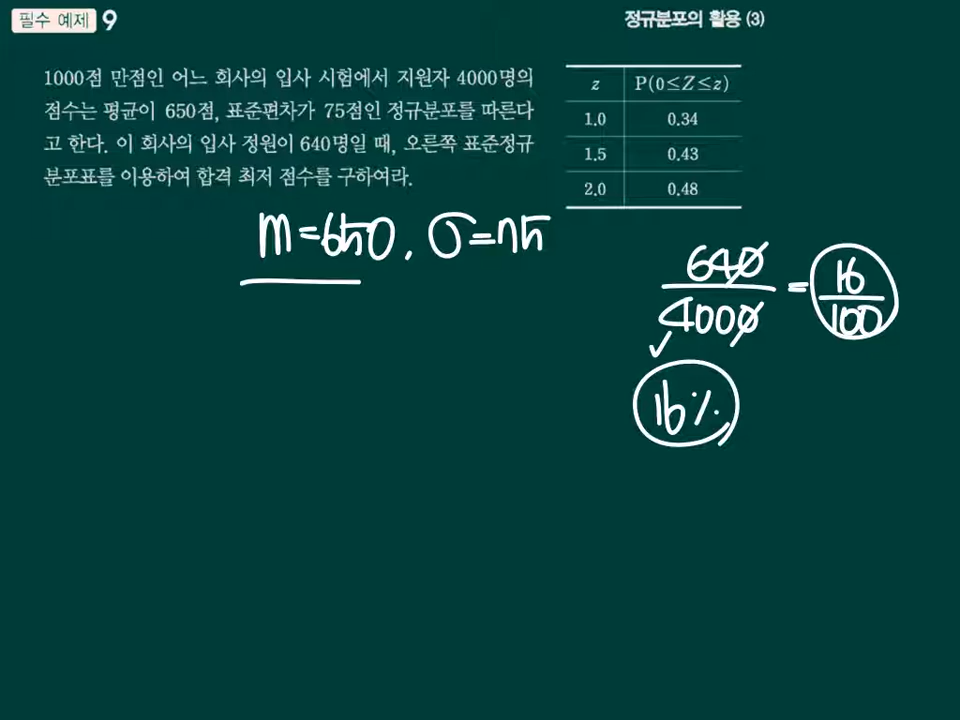 필수 예제 9
정규분포의 활용 (3)
1000점 만점인 어느 회사의 입사 시험에서 지원자 4000명의
점수는 평균이 650점, 표준편차가 75점인 정규분포를 따른다
고 한다. 이 회사의 입사 정원이 640명일 때, 오른쪽 표준정규
분포표를 이용하여 합격 최저 점수를 구하여라.
z P(0≤Z≤z)
1.0 0.34
1.5 0.43
2.0 0.48
m=650, σ=75
640/4000 = 16/100
16%